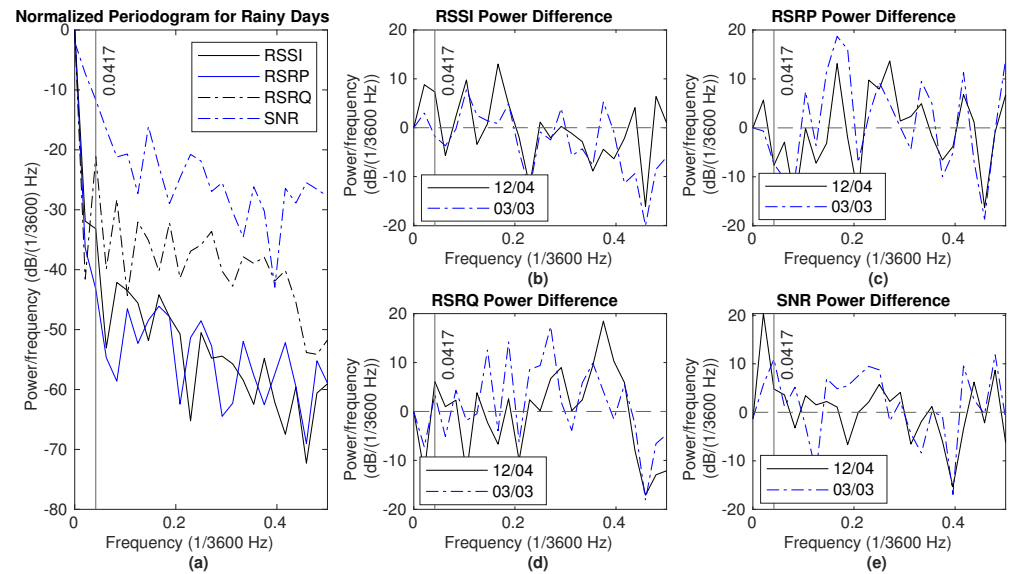 Normalized Periodogram for Rainy Days
0
-10
-20
-30
-40
-50
-60
-70
-80
Power/frequency (dB/(1/3600) Hz)
0.0417
RSSI
RSRP
RSRQ
SNR
0
0.2
0.4
Frequency (1/3600 Hz)
(a)
RSSI Power Difference
20
10
0
-10
-20
Power/frequency
(dB/(1/3600 Hz))
0.0417
12/04
03/03
0
0.2
0.4
Frequency (1/3600 Hz)
(b)
RSRP Power Difference
20
10
0
-10
-20
Power/frequency
(dB/(1/3600 Hz))
0.0417
12/04
03/03
0
0.2
0.4
Frequency (1/3600 Hz)
(c)
RSRQ Power Difference
20
10
0
-10
-20
Power/frequency
(dB/(1/3600 Hz))
0.0417
12/04
03/03
0
0.2
0.4
Frequency (1/3600 Hz)
(d)
SNR Power Difference
20
10
0
-10
-20
Power/frequency
(dB/(1/3600 Hz))
0.0417
12/04
03/03
0
0.2
0.4
Frequency (1/3600 Hz)
(e)